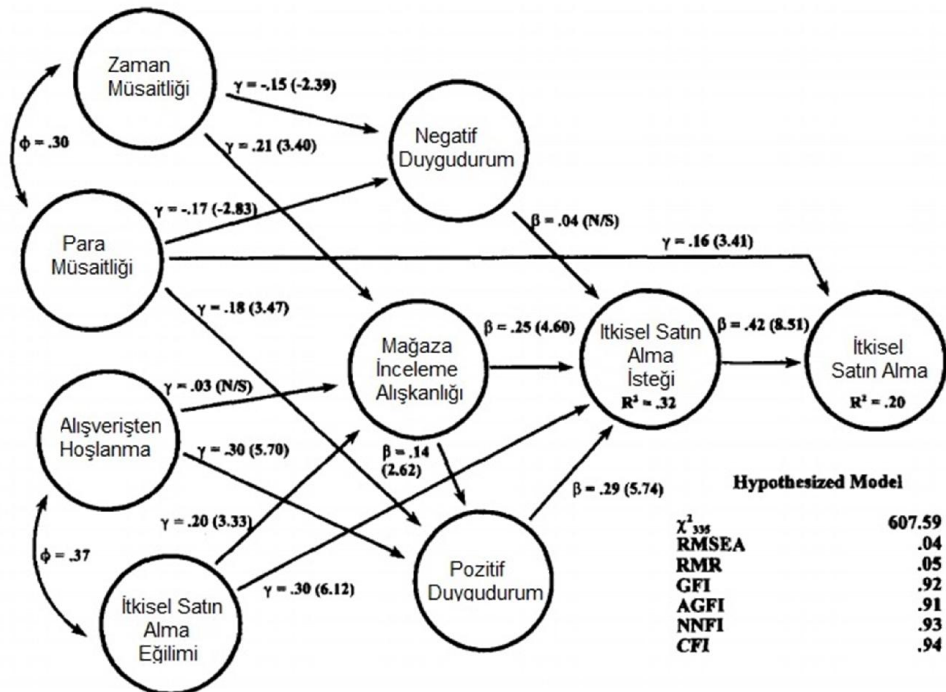 Zaman
Müsaitliği
γ = -.15 (-2.39)
Negatif
Duygudurum
γ = .21 (3.40)
ϕ = .30
γ = -.17 (-2.83)
β = .04 (N/S)
Para
Müsaitliği
γ = .16 (3.41)
γ = .18 (3.47)
Mağaza
İnceleme
Alışkanlığı
β = .25 (4.60)
Itkisel Satın
Alma
İsteği
R² = .32
β = .42 (8.51)
İtkisel
Satın Alma
R² = .20
γ = .03 (N/S)
Alışverişten
Hoşlanma
γ = .30 (5.70)
β = .14
(2.62)
β = .29 (5.74)
γ = .20 (3.33)
ϕ = .37
γ = .30 (6.12)
Pozitif
Duygudurum
İtkisel Satın
Alma
Eğilimi
Hypothesized Model
χ²₃₃₅ 607.59
RMSEA .04
RMR .05
GFI .92
AGFI .91
NNFI .93
CFI .94